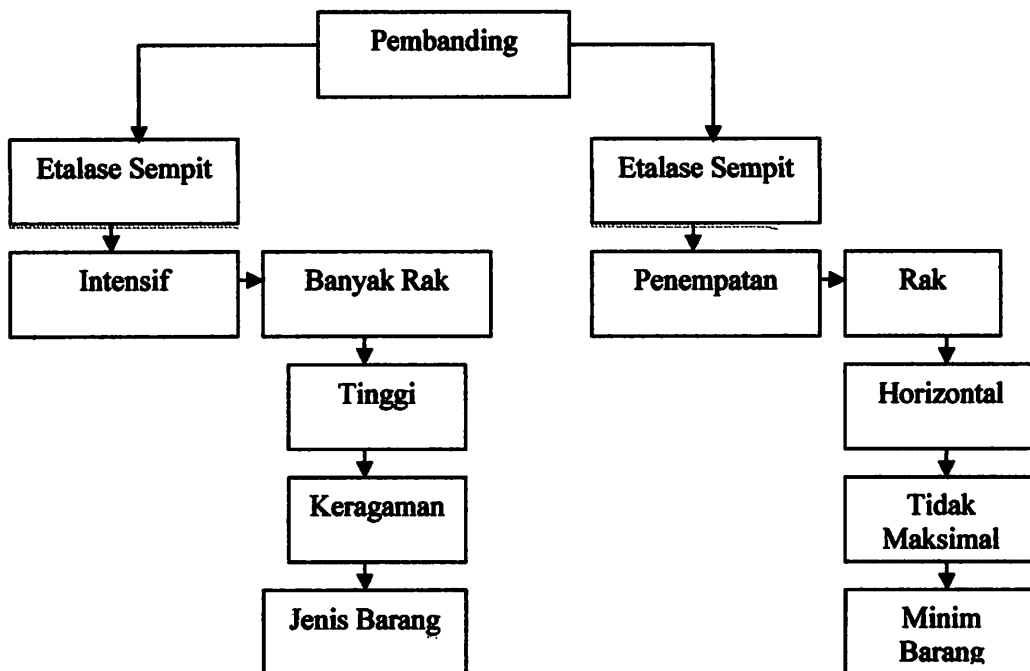 Pembanding
Etalase Sempit
Etalase Sempit
Intensif
Banyak Rak
Penempatan
Rak
Tinggi
Horizontal
Keragaman
Tidak
Maksimal
Jenis Barang
Minim
Barang